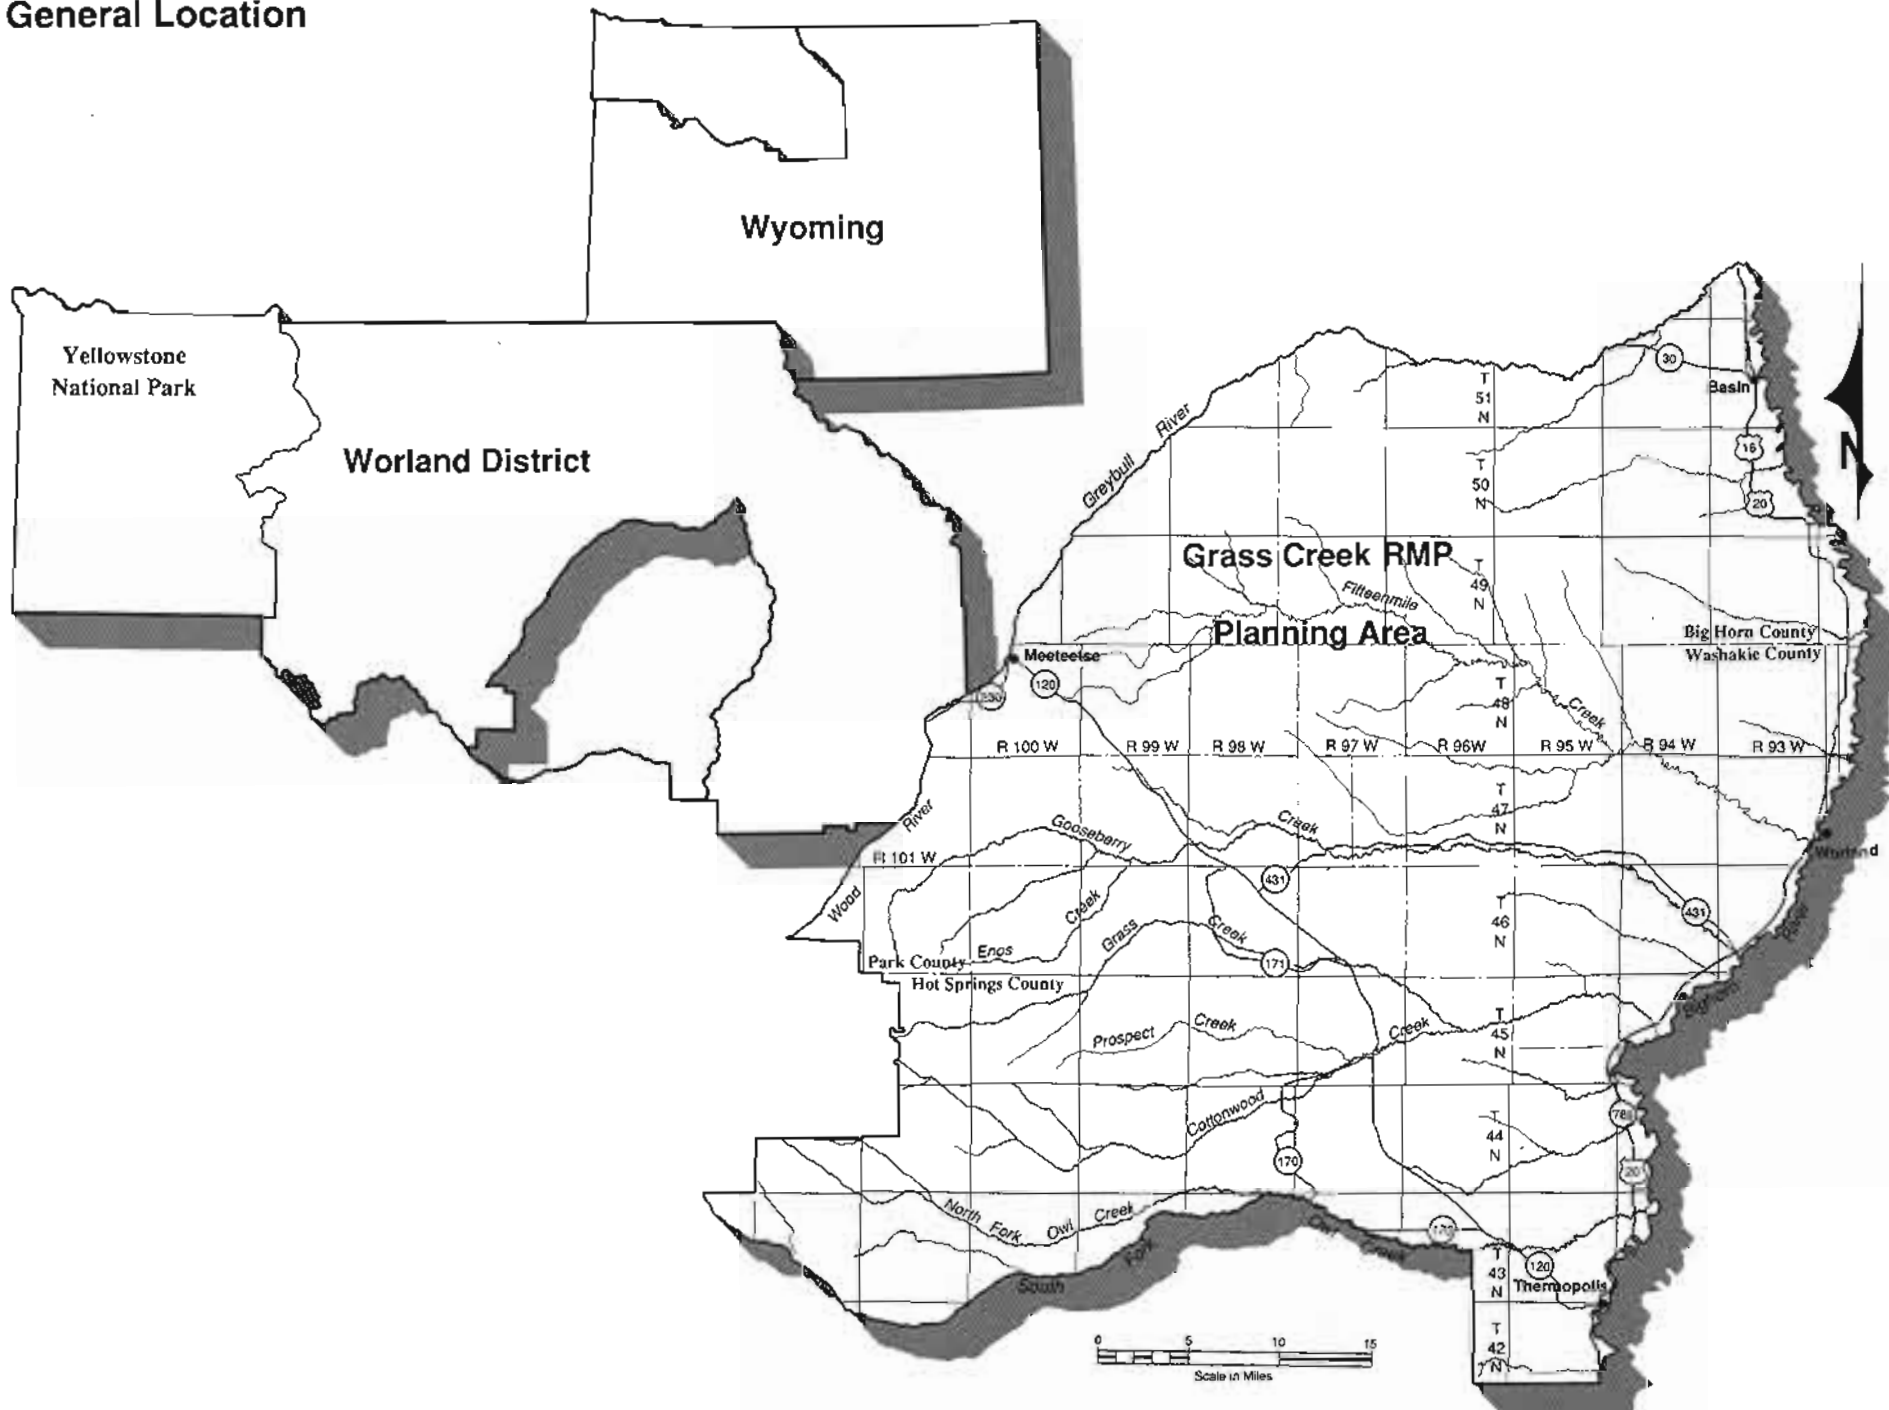 General Location
Wyoming
Yellowstone
National Park
Worland District
30
Basin
T
51
N
River
Greybull
16
T
50
N
20
N
Grass Creek RMP
T
49
N
Fifteenmile
Planning Area
Big Horn County
Washakie County
Meeteetse
120
T
48
N
Creek
R 100 W
R 99 W
R 98 W
R 97 W
R 96W
R 95 W
R 94 W
R 93 W
T
47
N
River
Gooseberry
Creek
R 101 W
Worland
431
Wood
Creek
T
46
N
431
River
Grass
Creek
Enos
Park County
171
Hot Springs County
Prospect
Creek
Creek
T
45
N
Cottonwood
T
44
N
170
20
North
Fork
Owl
Creek
Owl
Creek
Fork
South
T
43
N
120
Thermopolis
T
42
N
0
5
10
15
Scale in Miles